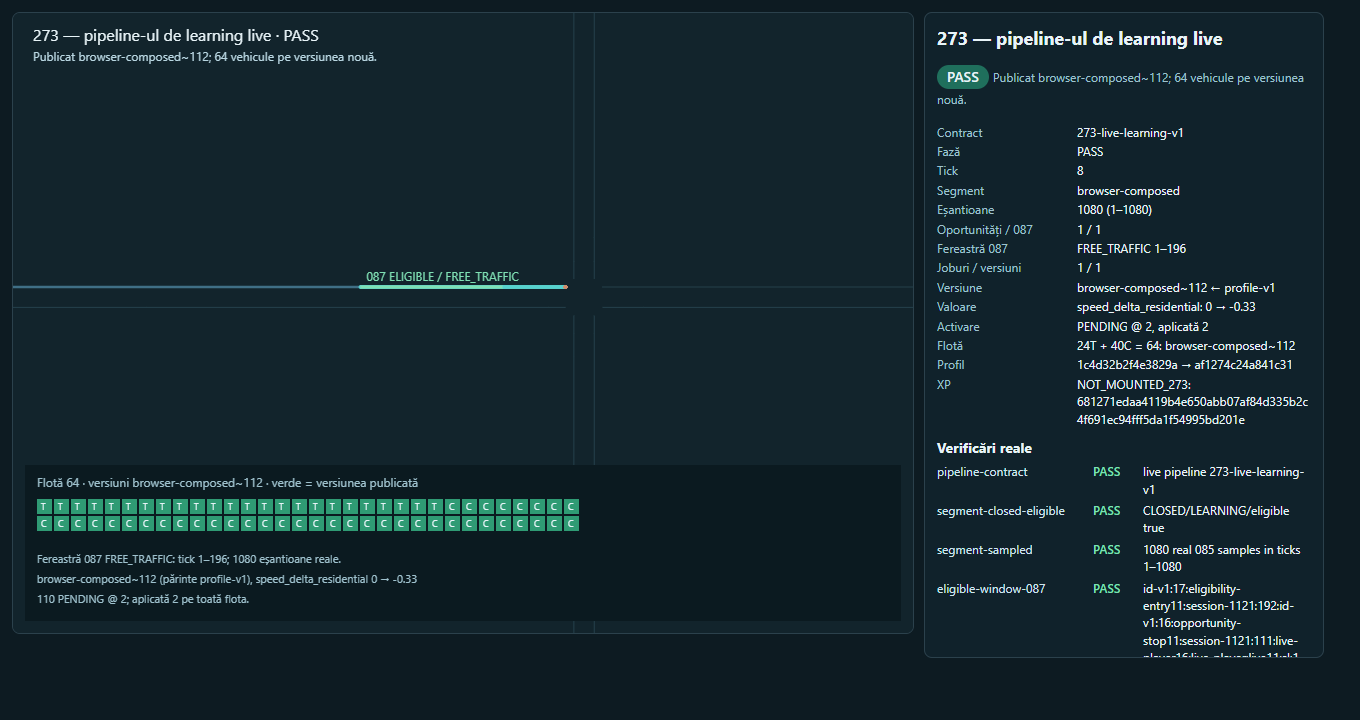 273 — pipeline-ul de learning live · PASS
Publicat browser-composed~112; 64 vehicule pe versiunea nouă.
087 ELIGIBLE / FREE_TRAFFIC
Flotă 64 · versiuni browser-composed~112 · verde = versiunea publicată
T T T T T T T T T T T T T T T T T T T T T T T T C C C C C C C C
C C C C C C C C C C C C C C C C C C C C C C C C C C C C C C C C
Fereastră 087 FREE_TRAFFIC: tick 1–196; 1080 eșantioane reale.
browser-composed~112 (părinte profile-v1), speed_delta_residential 0 → -0.33
110 PENDING @ 2; aplicată 2 pe toată flota.
273 — pipeline-ul de learning live
PASS Publicat browser-composed~112; 64 vehicule pe versiunea
nouă.
Contract 273-live-learning-v1
Fază PASS
Tick 8
Segment browser-composed
Eșantioane 1080 (1–1080)
Oportunități / 087 1 / 1
Fereastră 087 FREE_TRAFFIC 1–196
Joburi / versiuni 1 / 1
Versiune browser-composed~112 ← profile-v1
Valoare speed_delta_residential: 0 → -0.33
Activare PENDING @ 2, aplicată 2
Flotă 24T + 40C = 64: browser-composed~112
Profil 1c4d32b2f4e3829a → af1274c24a841c31
XP NOT_MOUNTED_273:
681271edaa4119b4e650abb07af84d335b2c
4f691ec94fff5da1f54995bd201e
Verificări reale
pipeline-contract PASS live pipeline 273-live-learning-
v1
segment-closed-eligible PASS CLOSED/LEARNING/eligible
true
segment-sampled PASS 1080 real 085 samples in ticks
1–1080
eligible-window-087 PASS id-v1:17:eligibility-
entry11:session-1121:192:id-
v1:16:opportunity-
stop11:session-1121:111:live-